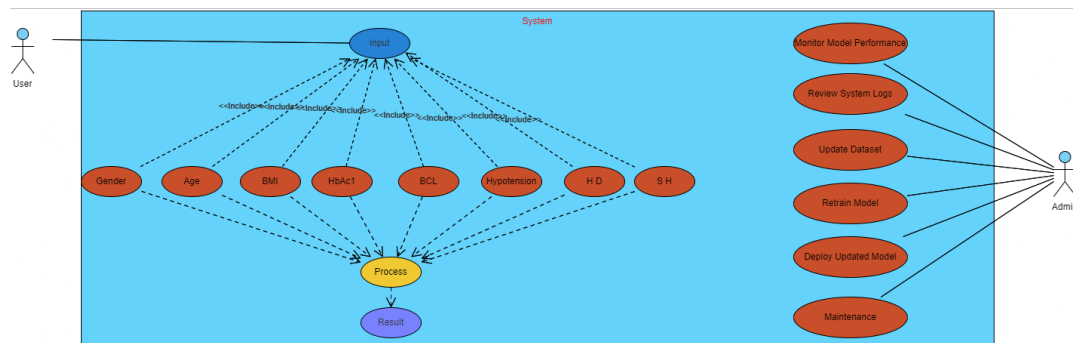 System
Input
User
Monitor Model Performance
Review System Logs
<<Include>>
<<Include>>
<<Include>>
<<Include>>
<<Include>>
<<Include>>
<<Include>>
<<Include>>
Update Dataset
Gender
Age
BMI
HbAc1
BCL
Hypotension
H D
S H
Retrain Model
Admin
Deploy Updated Model
Process
Result
Maintenance